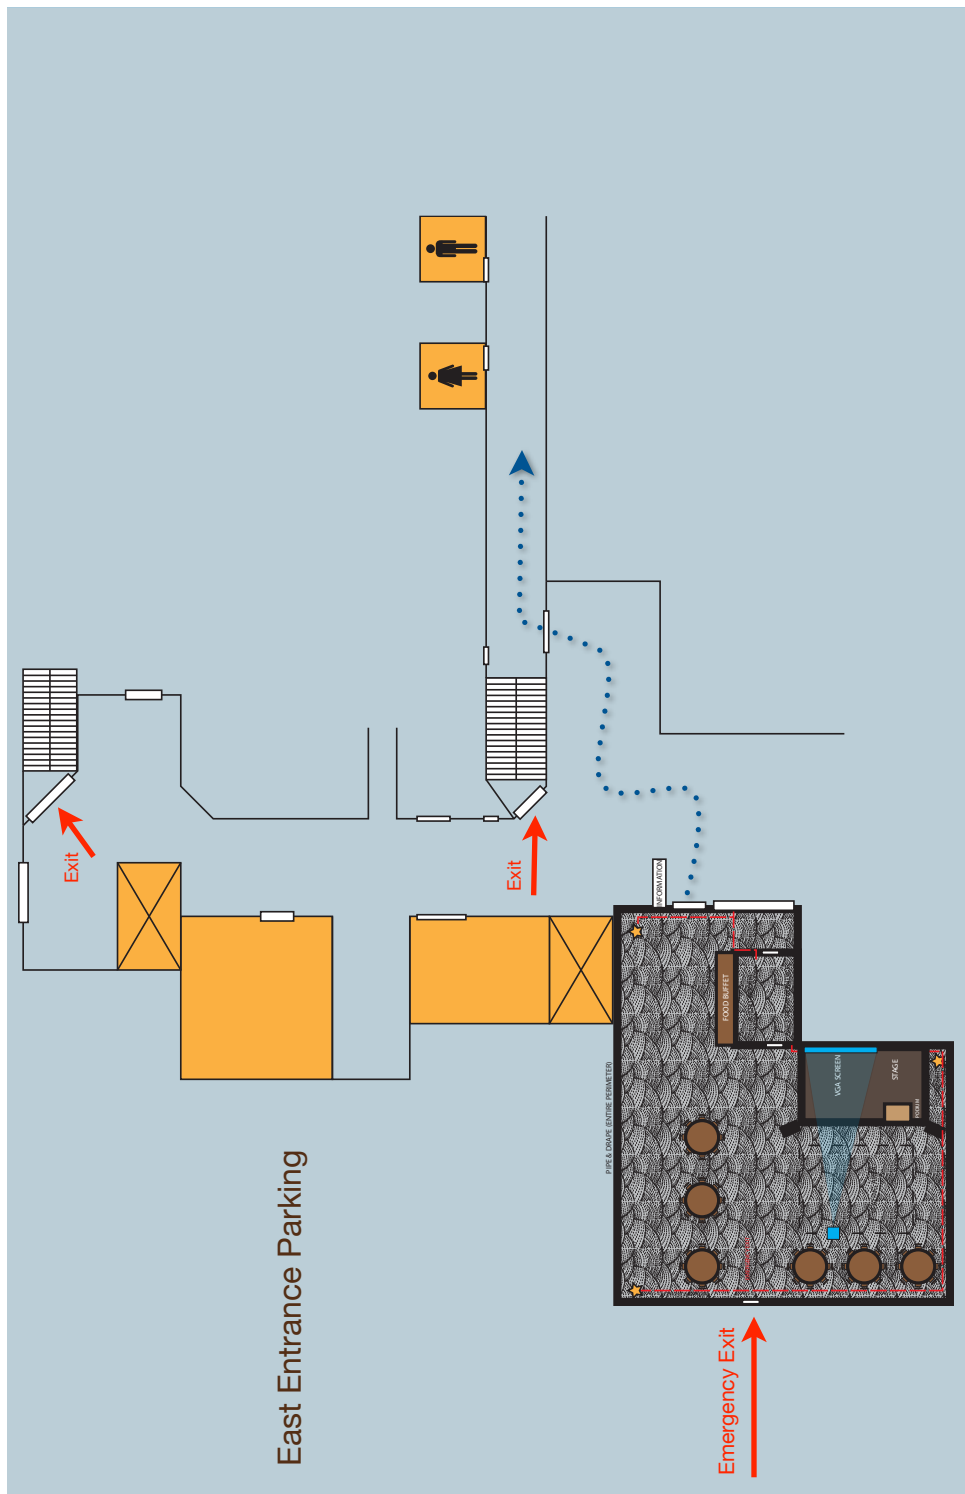 Exit
Exit
INFORMATION
FOOD BUFFET
PIPE & DRAPE (ENTIRE PERIMETER)
VGA SCREEN
STAGE
PODIUM
East Entrance Parking
Emergency Exit